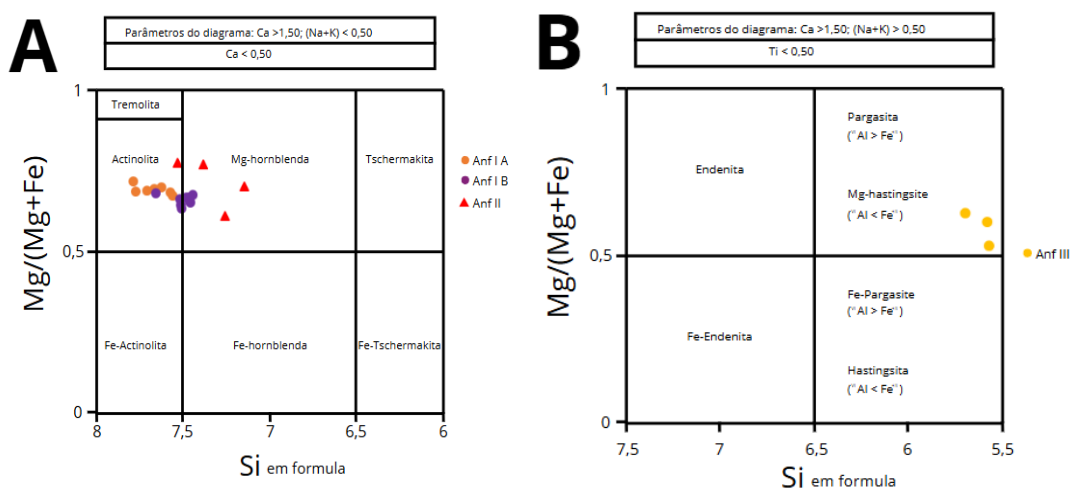 A
Parâmetros do diagrama: Ca >1,50; (Na+K) < 0,50
Ca < 0,50
Mg/(Mg+Fe)
1
0,5
0
Tremolita
Actinolita
Mg-hornblenda
Tschermakita
Fe-Actinolita
Fe-hornblenda
Fe-Tschermakita
8
7,5
7
6,5
6
Si em formula
Anf I A
Anf I B
Anf II
B
Parâmetros do diagrama: Ca >1,50; (Na+K) > 0,50
Ti < 0,50
Mg/(Mg+Fe)
1
0,5
0
Endenita
Pargasita
(Al > Fe)
Mg-hastingsite
(Al < Fe)
Fe-Endenita
Fe-Pargasite
(Al > Fe)
Hastingsita
(Al < Fe)
7,5
7
6,5
6
5,5
Si em formula
Anf III